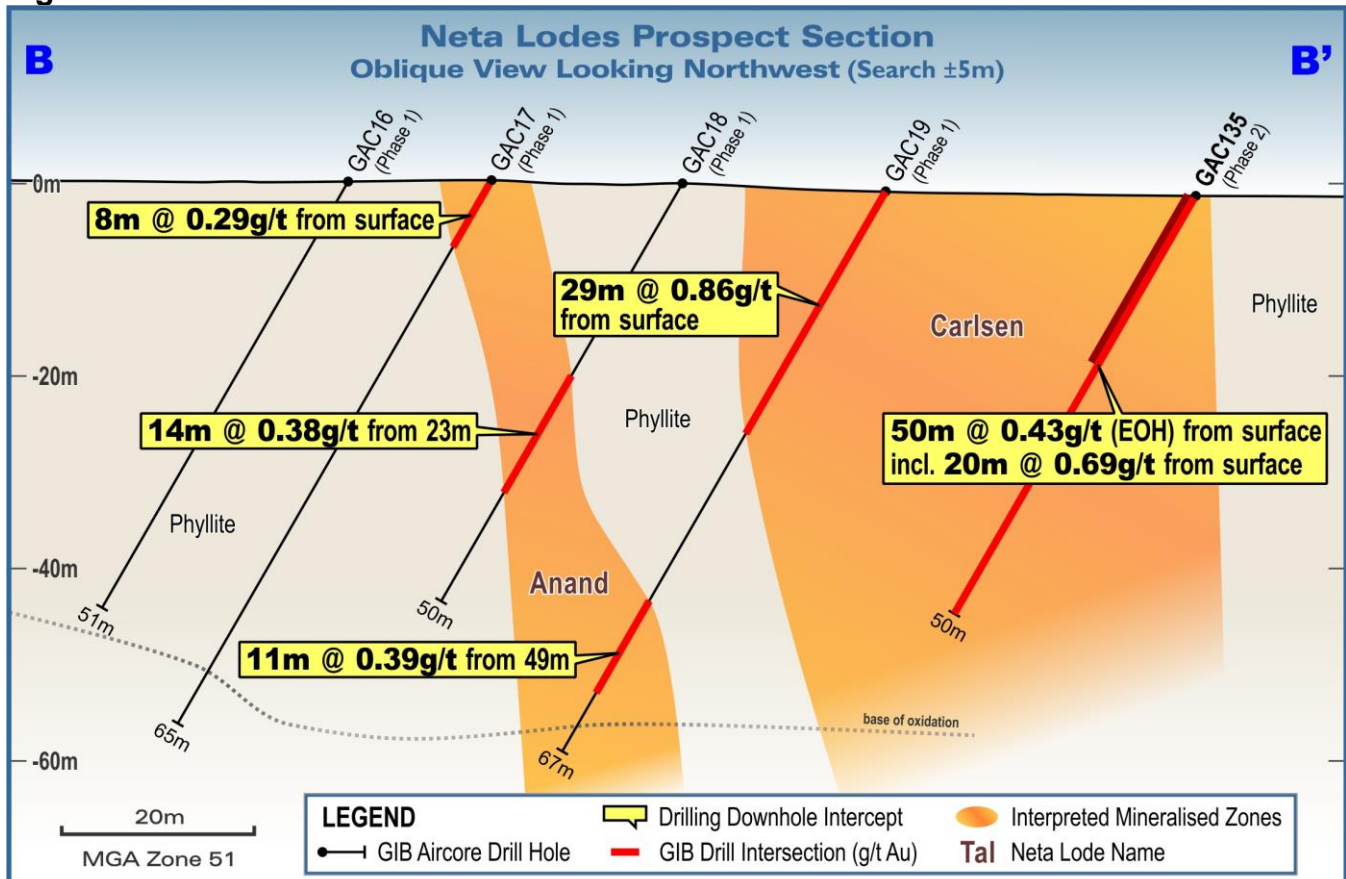 B
Neta Lodes Prospect Section
Oblique View Looking Northwest (Search ±5m)
B'
GAC16
(Phase 1)
GAC17
(Phase 1)
GAC18
(Phase 1)
GAC19
(Phase 1)
GAC135
(Phase 2)
0m
8m @ 0.29g/t from surface
29m @ 0.86g/t
from surface
Carlsen
Phyllite
-20m
14m @ 0.38g/t from 23m
Phyllite
50m @ 0.43g/t (EOH) from surface
incl. 20m @ 0.69g/t from surface
Phyllite
-40m
Anand
51m
50m
50m
11m @ 0.39g/t from 49m
base of oxidation
65m
67m
-60m
20m
MGA Zone 51
LEGEND
Drilling Downhole Intercept
Interpreted Mineralised Zones
GIB Aircore Drill Hole
GIB Drill Intersection (g/t Au)
Tal Neta Lode Name